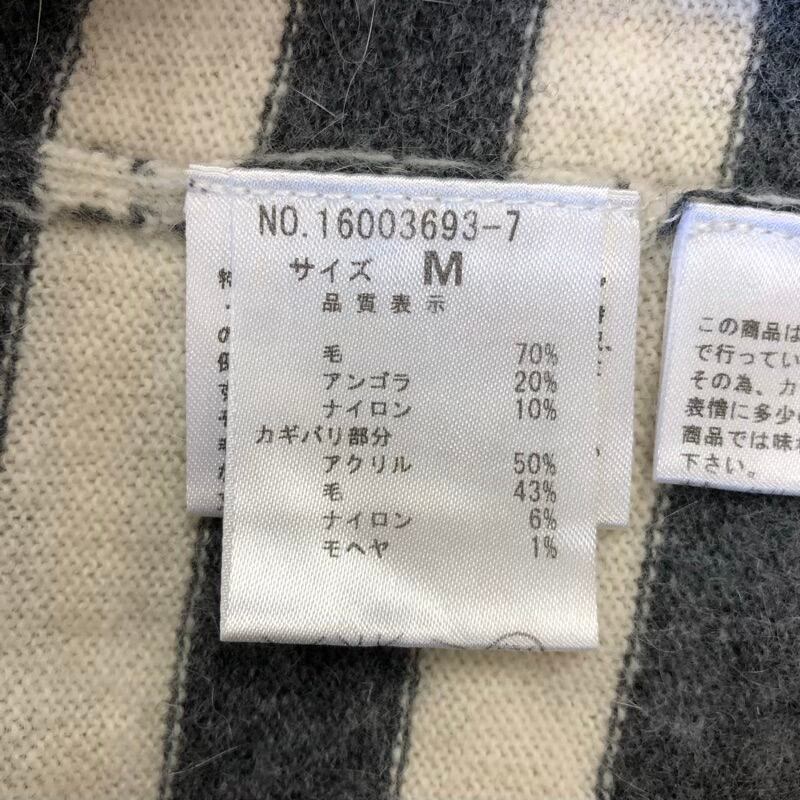 NO.16003693-7
サイズ M
品質表示
毛 70%
アンゴラ 20%
ナイロン 10%
カギバリ部分
アクリル 50%
毛 43%
ナイロン 6%
モヘヤ 1%
この商品は
で行ってい
その為、カ
表情に多少
商品では味
下さい。